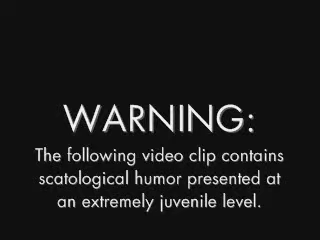 WARNING:
The following video clip contains
scatological humor presented at
an extremely juvenile level.